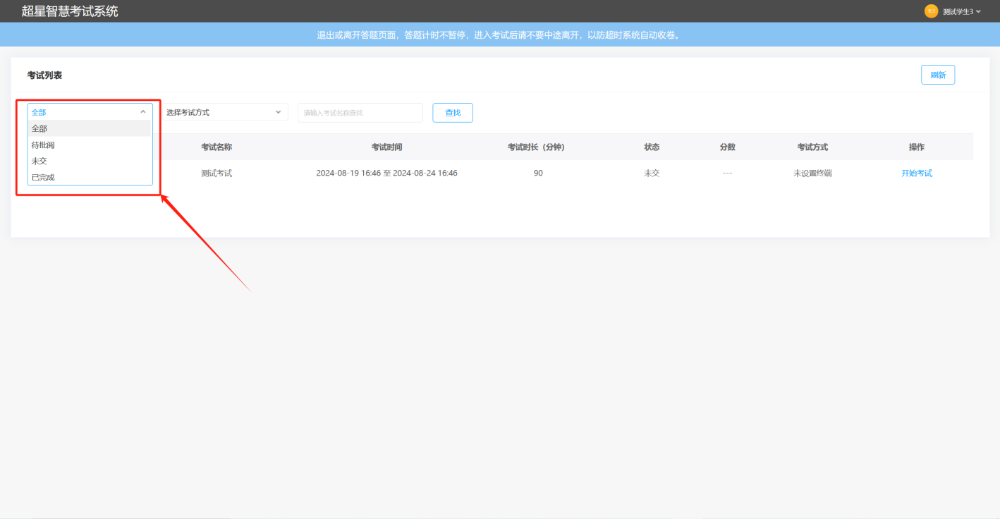 超星智慧考试系统
生3 测试学生3
退出或离开答题页面，答题计时不暂停，进入考试后请不要中途离开，以防超时系统自动收卷。
考试列表 刷新
全部 选择考试方式 请输入考试名称查找 查找
全部
待批阅
未交
已完成
考试名称 考试时间 考试时长（分钟） 状态 分数 考试方式 操作
测试考试 2024-08-19 16:46 至 2024-08-24 16:46 90 未交 --- 未设置终端 开始考试